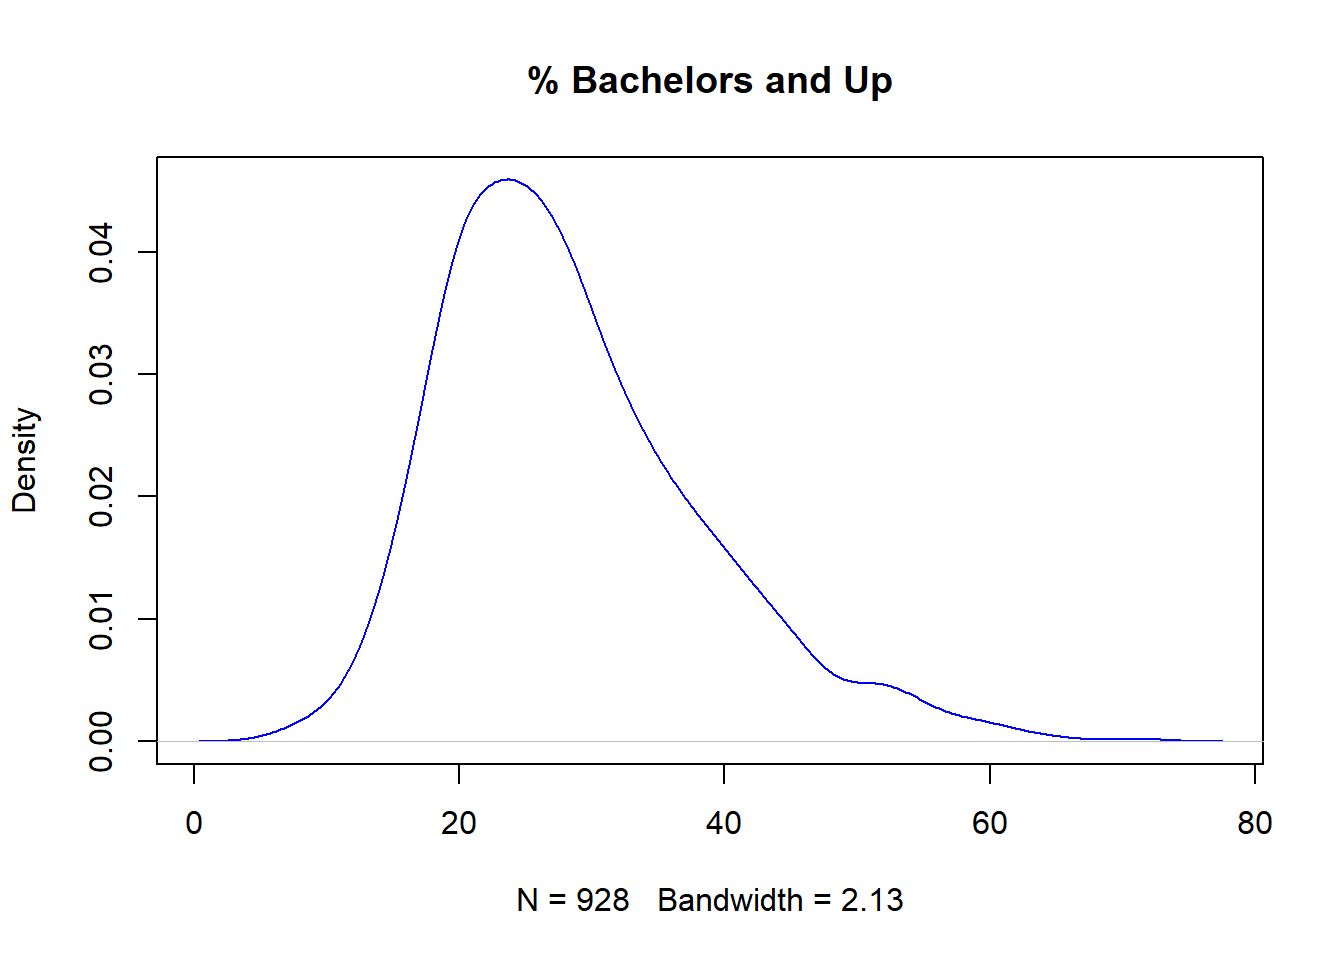 % Bachelors and Up
Density
0.04
0.03
0.02
0.01
0.00
0 20 40 60 80
N = 928 Bandwidth = 2.13